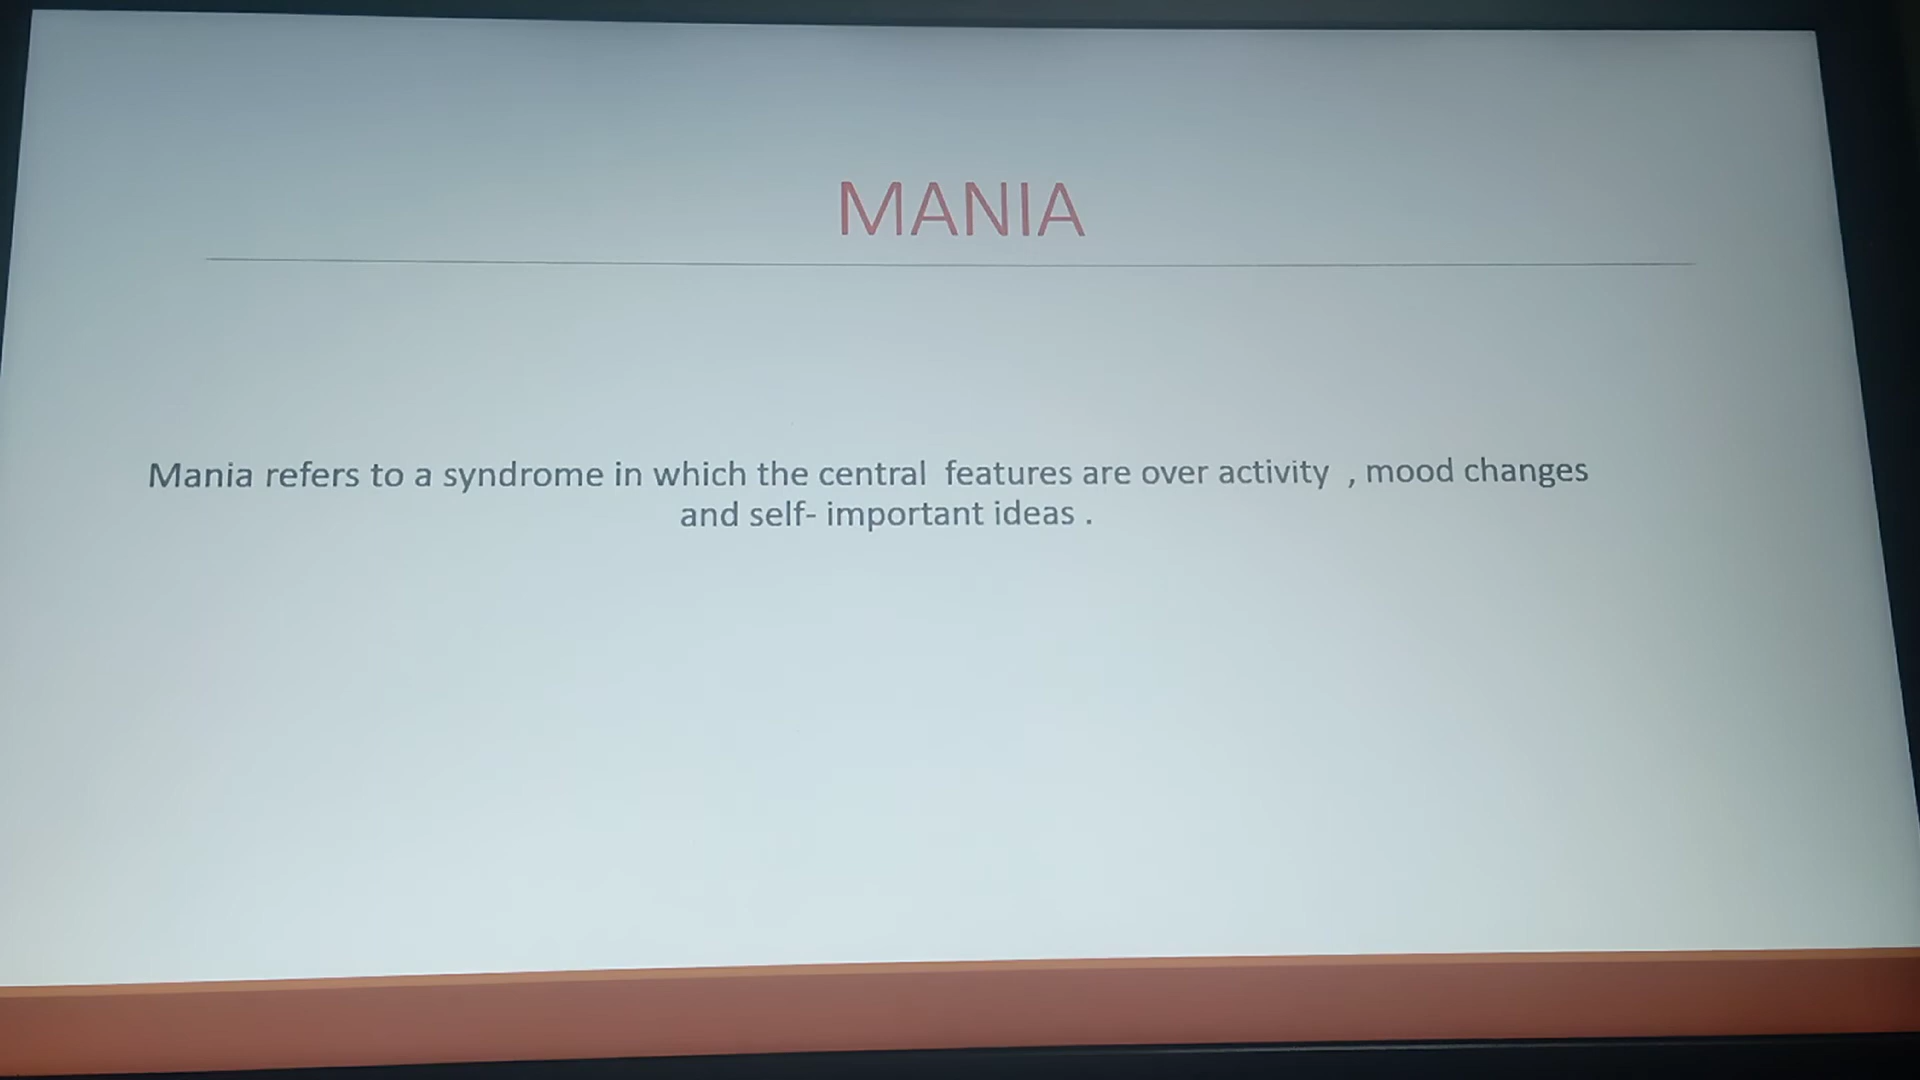 MANIA
Mania refers to a syndrome in which the central  features are over activity  , mood changes
and self- important ideas .